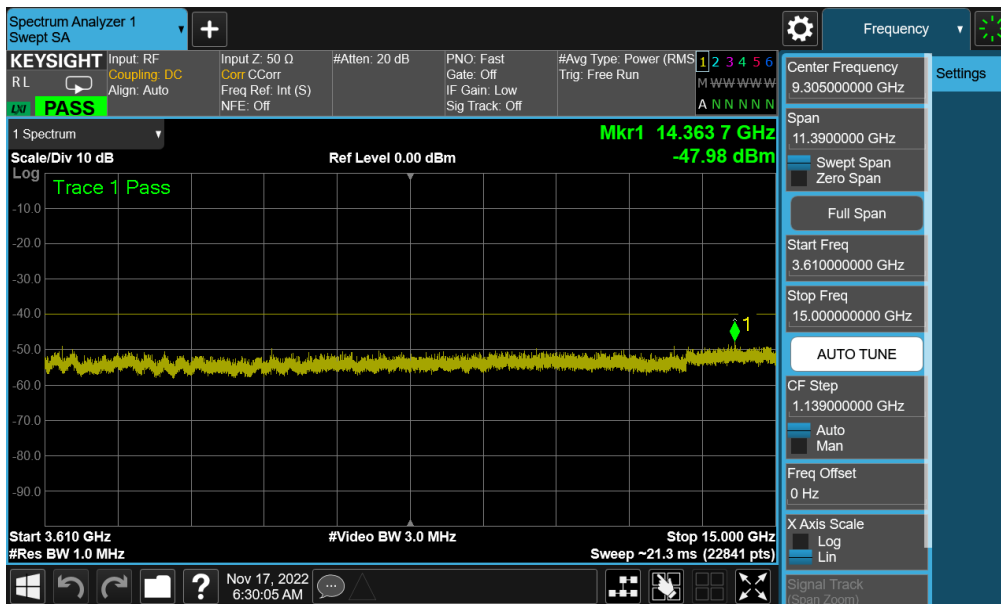 Spectrum Analyzer 1
Swept SA
+
Frequency
KEYSIGHT
R L
LXI PASS
Input: RF
Coupling: DC
Align: Auto
Input Z: 50 Ω
Corr CCorr
Freq Ref: Int (S)
NFE: Off
#Atten: 20 dB
PNO: Fast
Gate: Off
IF Gain: Low
Sig Track: Off
#Avg Type: Power (RMS
Trig: Free Run
1 2 3 4 5 6
M W W W W W
A N N N N N
1 Spectrum
Scale/Div 10 dB
Ref Level 0.00 dBm
Mkr1 14.363 7 GHz
-47.98 dBm
Log
Trace 1 Pass
-10.0
-20.0
-30.0
-40.0
1
-50.0
-60.0
-70.0
-80.0
-90.0
Start 3.610 GHz
#Res BW 1.0 MHz
#Video BW 3.0 MHz
Stop 15.000 GHz
Sweep ~21.3 ms (22841 pts)
Center Frequency
9.305000000 GHz
Span
11.3900000 GHz
Swept Span
Zero Span
Full Span
Start Freq
3.610000000 GHz
Stop Freq
15.000000000 GHz
AUTO TUNE
CF Step
1.139000000 GHz
Auto
Man
Freq Offset
0 Hz
X Axis Scale
Log
Lin
Signal Track
(Span Zoom)
Settings
?
Nov 17, 2022
6:30:05 AM